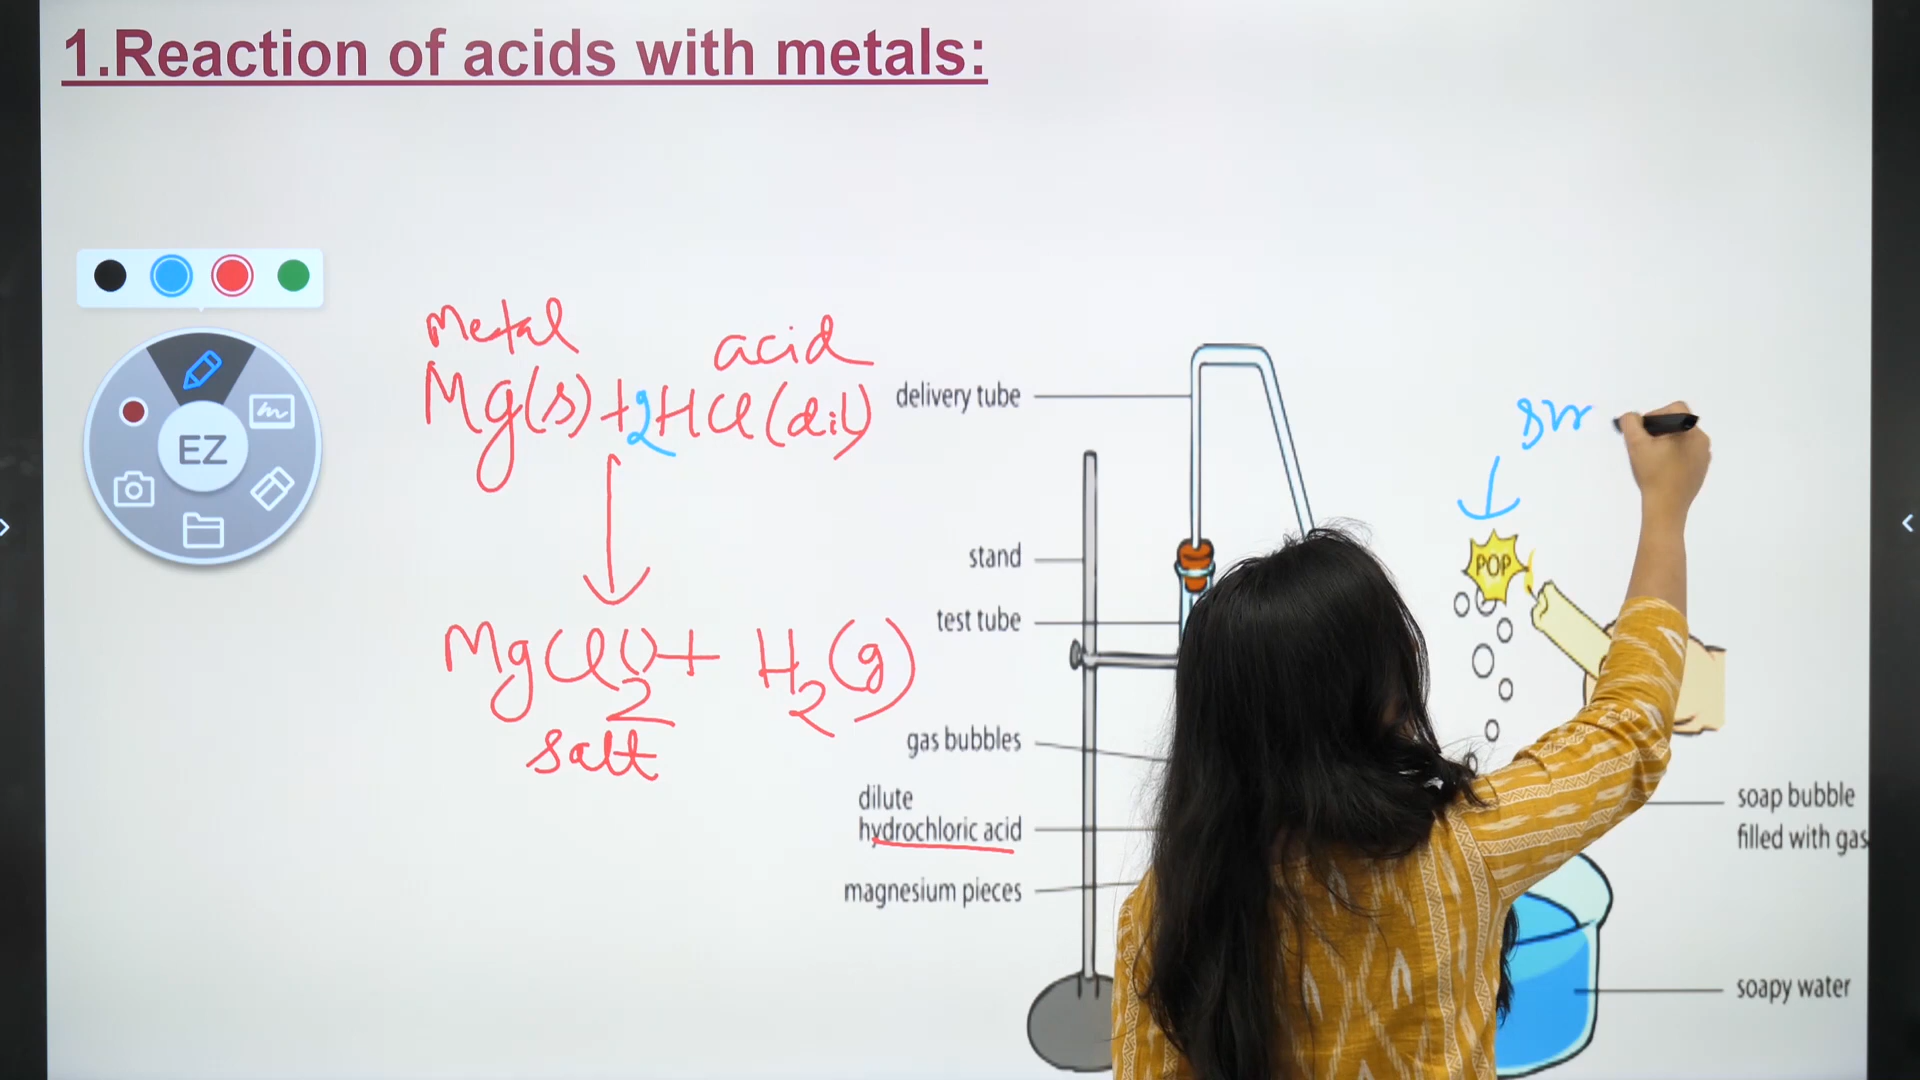 1.Reaction of acids with metals:
EZ
Metal acid
Mg(s) + 2HCl(dil)
MgCl2 + H2(g)
salt
delivery tube
stand
test tube
gas bubbles
dilute
hydrochloric acid
magnesium pieces
POP
soap bubble
filled with gas
soapy water